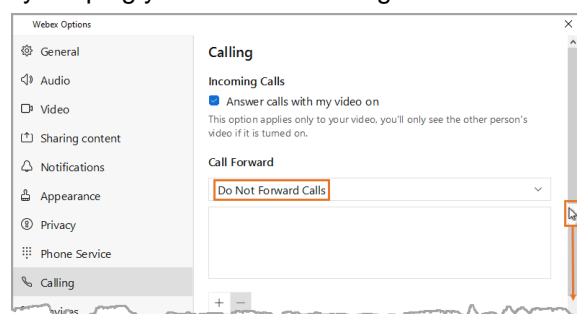 Webex Options
General
Audio
Video
Sharing content
Notifications
Appearance
Privacy
Phone Service
Calling
Calling
Incoming Calls
Answer calls with my video on
This option applies only to your video, you'll only see the other person's
video if it is turned on.
Call Forward
Do Not Forward Calls